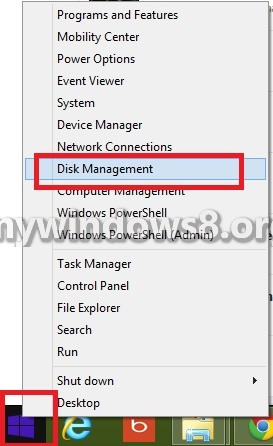 Programs and Features
Mobility Center
Power Options
Event Viewer
System
Device Manager
Network Connections
Disk Management
Computer Management
Windows PowerShell
Windows PowerShell (Admin)
mywindows8.org
Task Manager
Control Panel
File Explorer
Search
Run
Shut down
Desktop
b